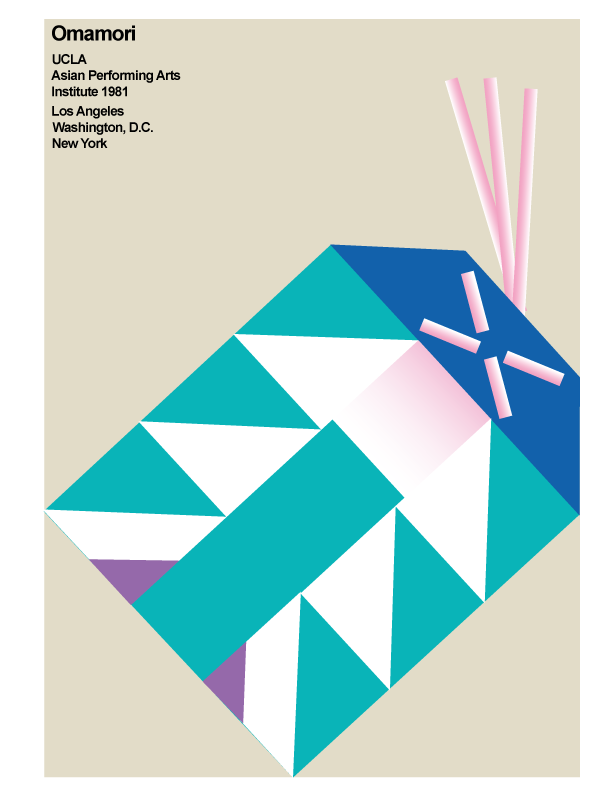 Omamori
UCLA
Asian Performing Arts
Institute 1981
Los Angeles
Washington, D.C.
New York